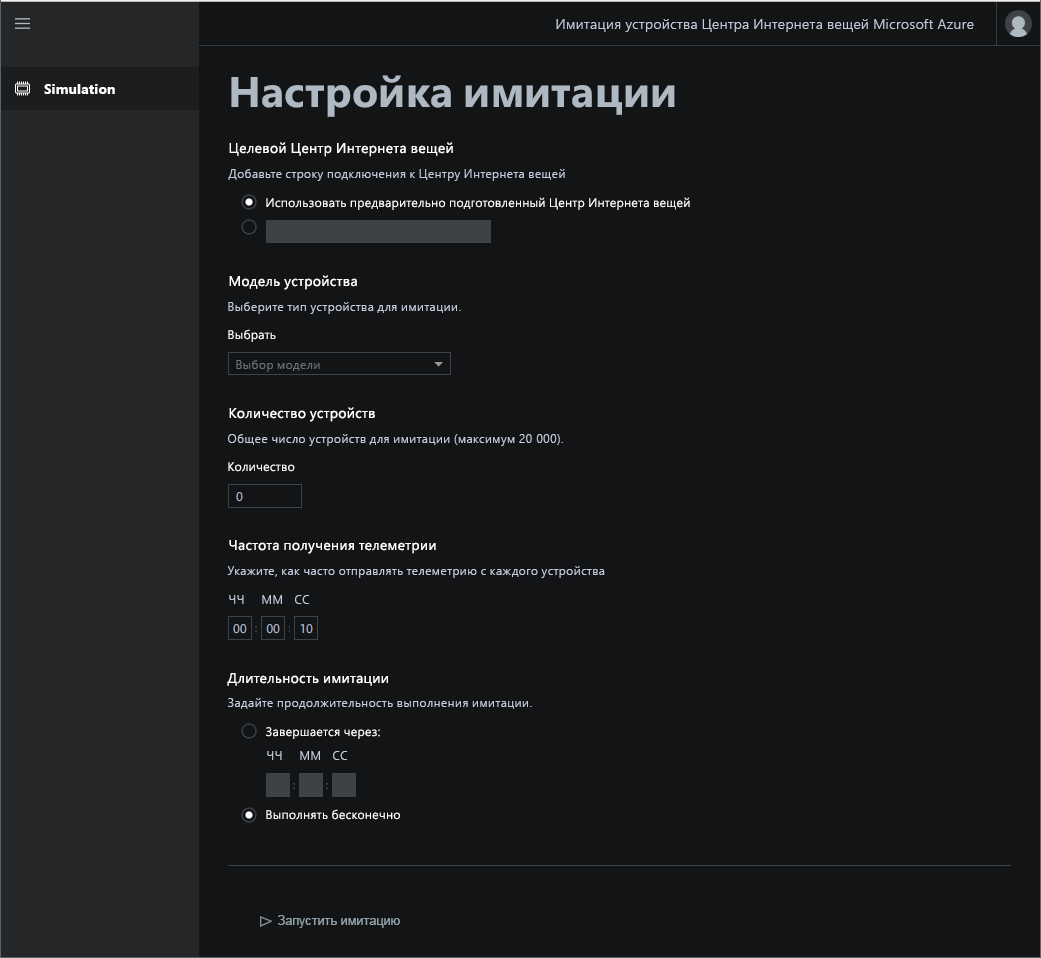 Имитация устройства Центра Интернета вещей Microsoft Azure
Simulation
Настройка имитации
Целевой Центр Интернета вещей
Добавьте строку подключения к Центру Интернета вещей
Использовать предварительно подготовленный Центр Интернета вещей
Модель устройства
Выберите тип устройства для имитации.
Выбрать
Выбор модели
Количество устройств
Общее число устройств для имитации (максимум 20 000).
Количество
0
Частота получения телеметрии
Укажите, как часто отправлять телеметрию с каждого устройства
ЧЧ ММ СС
00 : 00 : 10
Длительность имитации
Задайте продолжительность выполнения имитации.
Завершается через:
ЧЧ ММ СС
: :
Выполнять бесконечно
Запустить имитацию